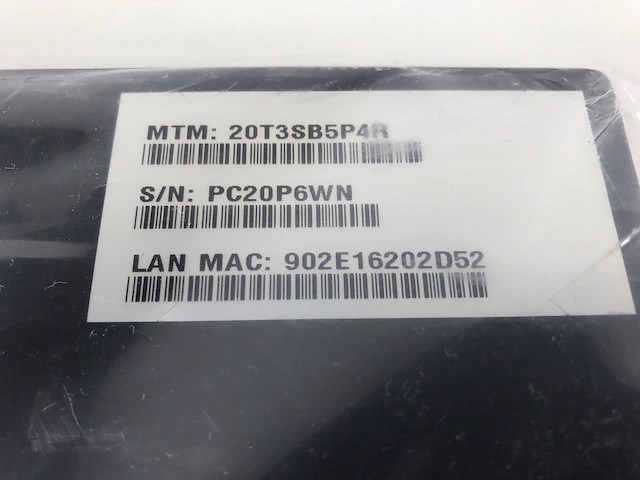 MTM: 20T3SB5P4R
S/N: PC20P6WN
LAN MAC: 902E16202D52